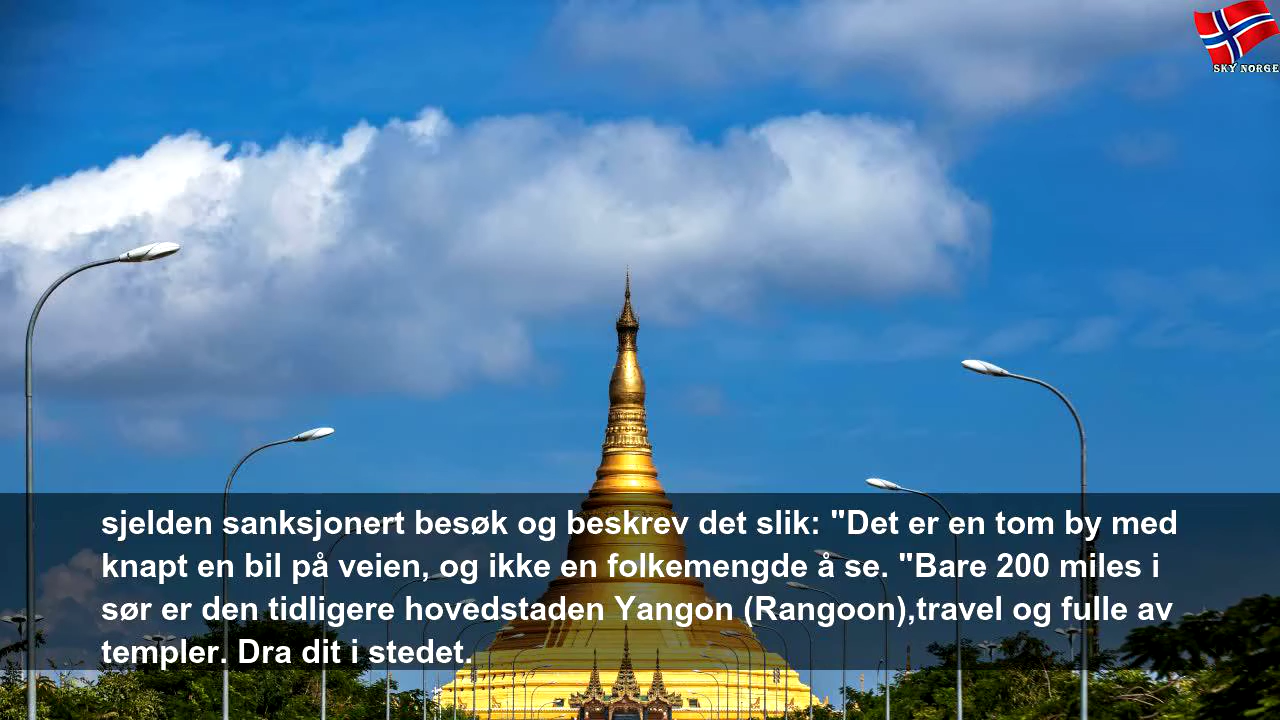 SKY NORGE
sjelden sanksjonert besøk og beskrev det slik: "Det er en tom by med
knapt en bil på veien, og ikke en folkemengde å se. "Bare 200 miles i
sør er den tidligere hovedstaden Yangon (Rangoon),travel og fulle av
templer. Dra dit i stedet.